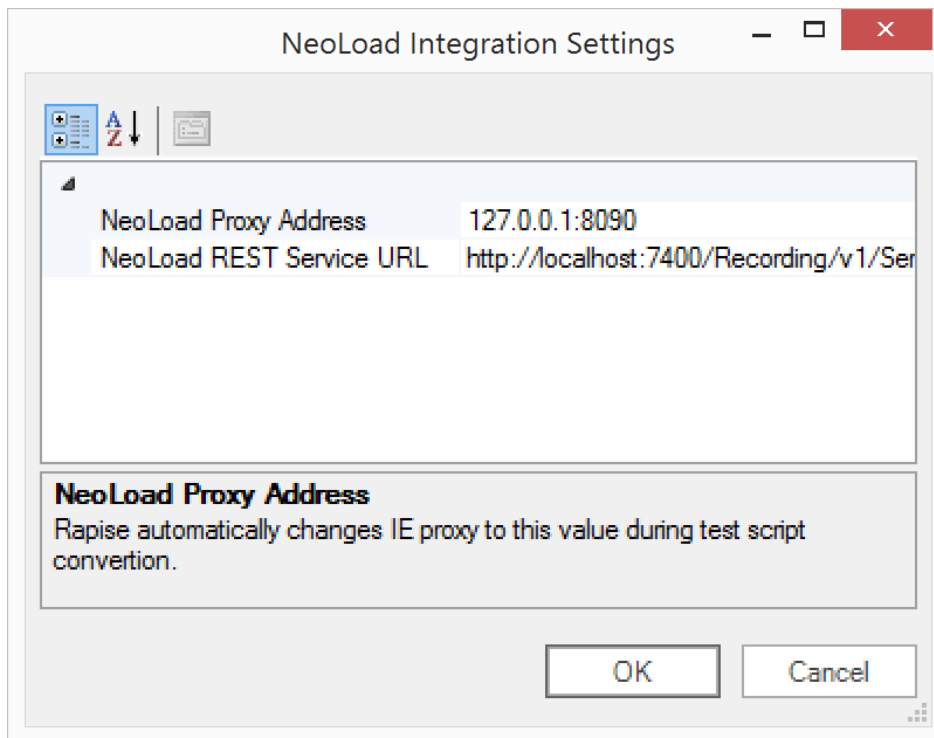 NeoLoad Integration Settings
A
Z
NeoLoad Proxy Address 127.0.0.1:8090
NeoLoad REST Service URL http://localhost:7400/Recording/v1/Ser
NeoLoad Proxy Address
Rapise automatically changes IE proxy to this value during test script
convertion.
OK Cancel